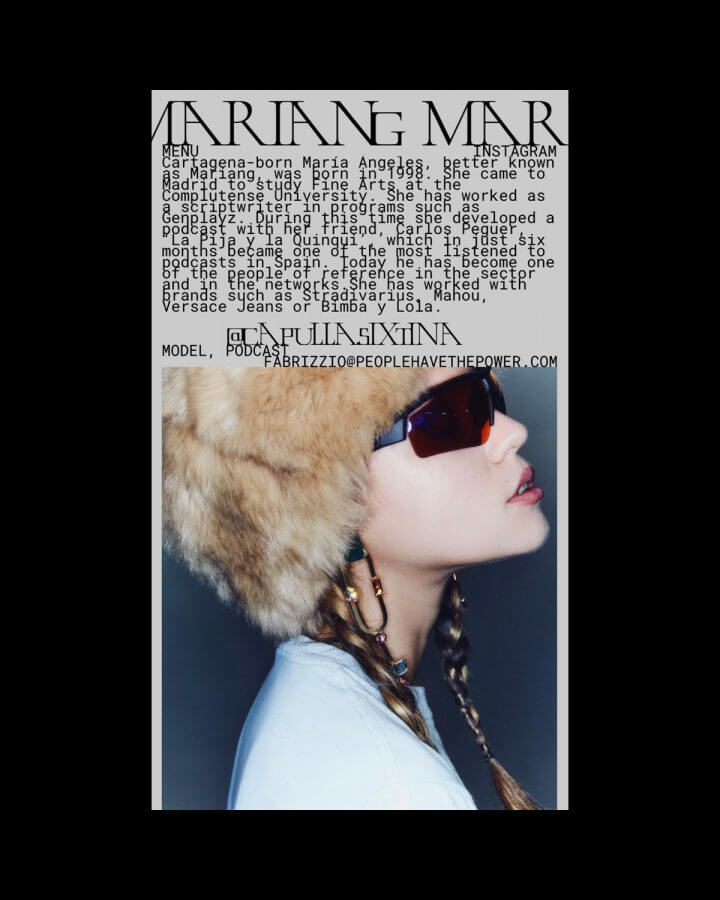 MARIANG MAR
MENU
INSTAGRAM
Cartagena-born María Angeles, better known
as Mariang, was born in 1998. She came to
Madrid to study Fine Arts at the
Complutense University. She has worked as
a scriptwriter in programs such as
Genplayz. During this time she developed a
podcast with her friend, Carlos Peguer,
"La Pija y la Quinqui", which in just six
months became one of the most listened to
podcasts in Spain. Today he has become one
of the people of reference in the sector
and in the networks.She has worked with
brands such as Stradivarius, Mahou,
Versace Jeans or Bimba y Lola.
@CAPULLASIXTINA
MODEL, PODCAST
FABRIZZIO@PEOPLEHAVETHEPOWER.COM